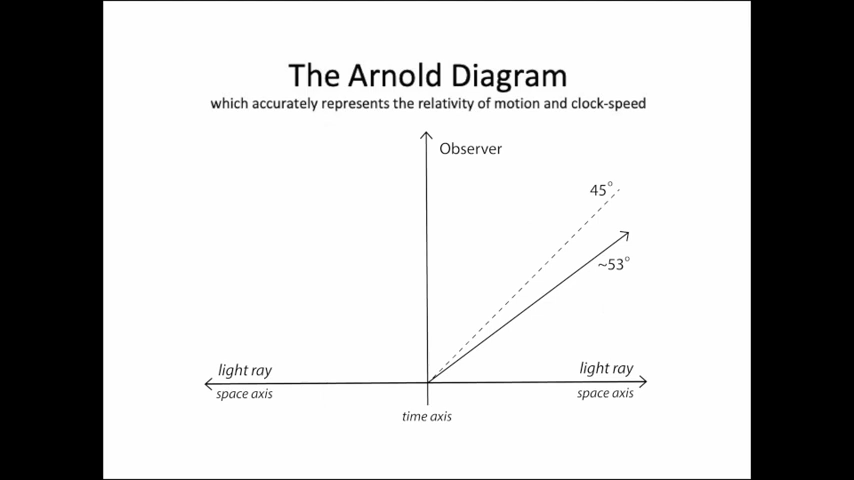 The Arnold Diagram
which accurately represents the relativity of motion and clock-speed
Observer
45°
~53°
light ray
light ray
space axis
space axis
time axis